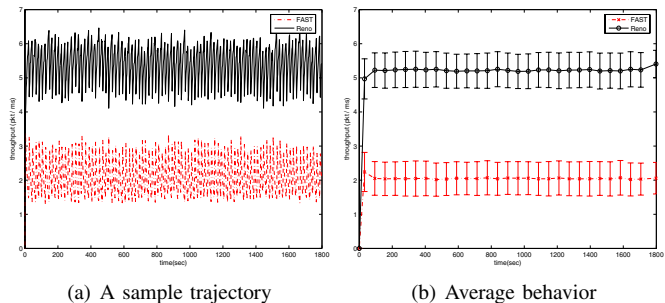 7
6
5
4
3
2
1
0
throughput (pkt / ms)
0 200 400 600 800 1000 1200 1400 1600 1800
time(sec)
FAST
Reno
(a) A sample trajectory
7
6
5
4
3
2
1
0
throughput (pkt / ms)
0 200 400 600 800 1000 1200 1400 1600 1800
time(sec)
FAST
Reno
(b) Average behavior